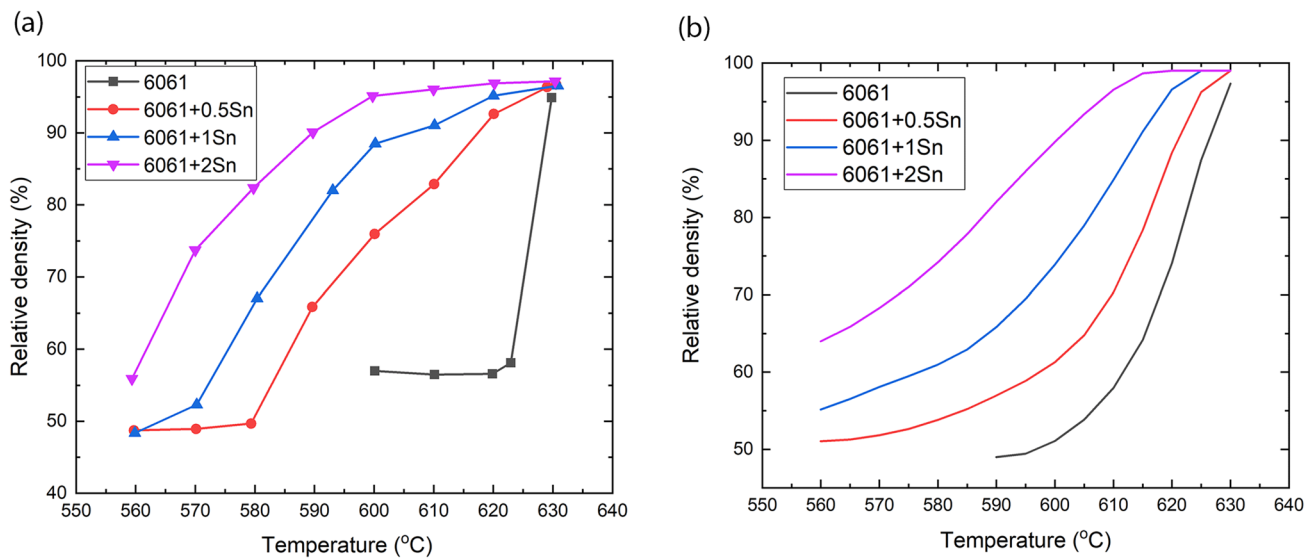 (a)
Relative density (%)
100
90
80
70
60
50
40
6061
6061+0.5Sn
6061+1Sn
6061+2Sn
550 560 570 580 590 600 610 620 630 640
Temperature (°C)
(b)
Relative density (%)
100
90
80
70
60
50
6061
6061+0.5Sn
6061+1Sn
6061+2Sn
550 560 570 580 590 600 610 620 630 640
Temperature (°C)